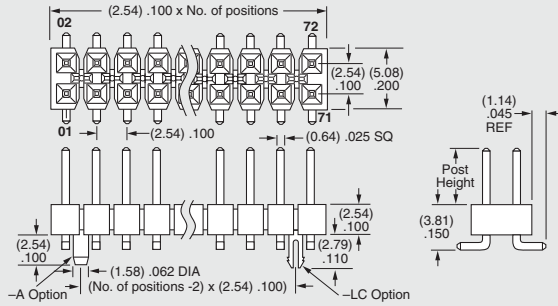 (2.54) .100 x No. of positions
02
72
(2.54)
.100
(5.08)
.200
01
(2.54) .100
71
(0.64) .025 SQ
(1.14)
.045
REF
Post
Height
(2.54)
.100
(3.81)
.150
(2.54)
.100
(2.79)
.110
(1.58) .062 DIA
–A Option
(No. of positions -2) x (2.54) .100)
–LC Option